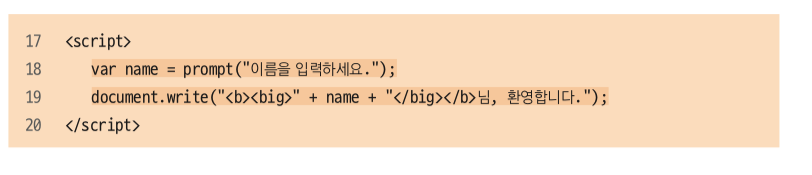 17 <script>
18 var name = prompt("이름을 입력하세요.");
19 document.write("<b><big>" + name + "</big></b>님, 환영합니다.");
20 </script>